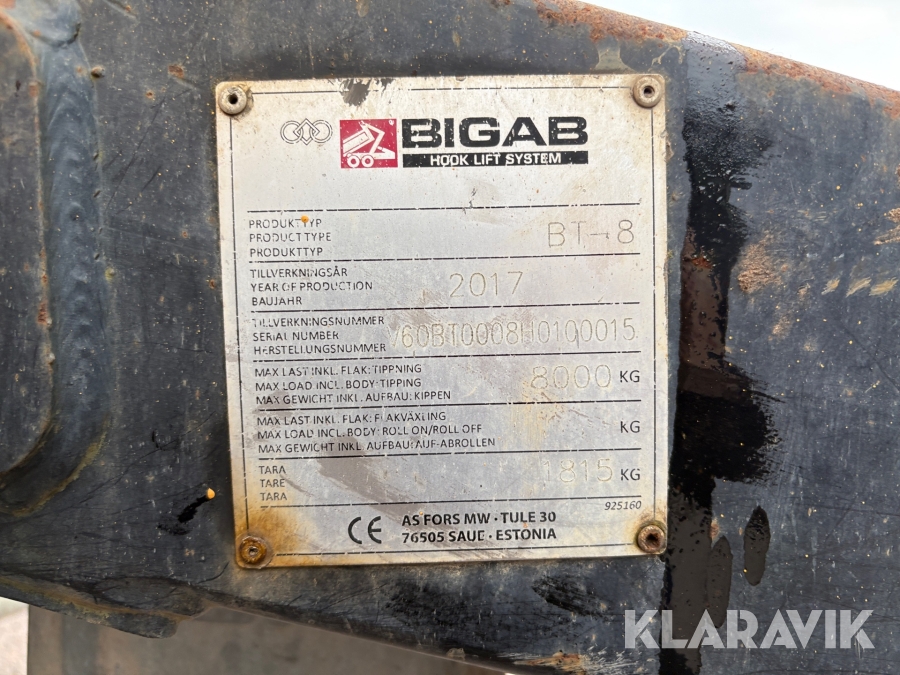 BIGAB
HOOK LIFT SYSTEM
PRODUKTTYP
PRODUCT TYPE
PRODUKTTYP
BT-8
TILLVERKNINGSÅR
YEAR OF PRODUCTION
BAUJAHR
2017
TILLVERKNINGSNUMMER
SERIAL NUMBER
HERSTELLUNGSNUMMER
V60BT0008H0100015
MAX LAST INKL. FLAK: TIPPNING
MAX LOAD INCL. BODY: TIPPING
MAX GEWICHT INKL. AUFBAU: KIPPEN
8000 KG
MAX LAST INKL. FLAK: FLAKVÄXLING
MAX LOAD INCL. BODY: ROLL ON/ROLL OFF
MAX GEWICHT INKL. AUFBAU: AUF-ABROLLEN
KG
TARA
TARE
TARA
1815 KG
925160
CE AS FORS MW · TULE 30
76505 SAUE · ESTONIA
KLARAVIK